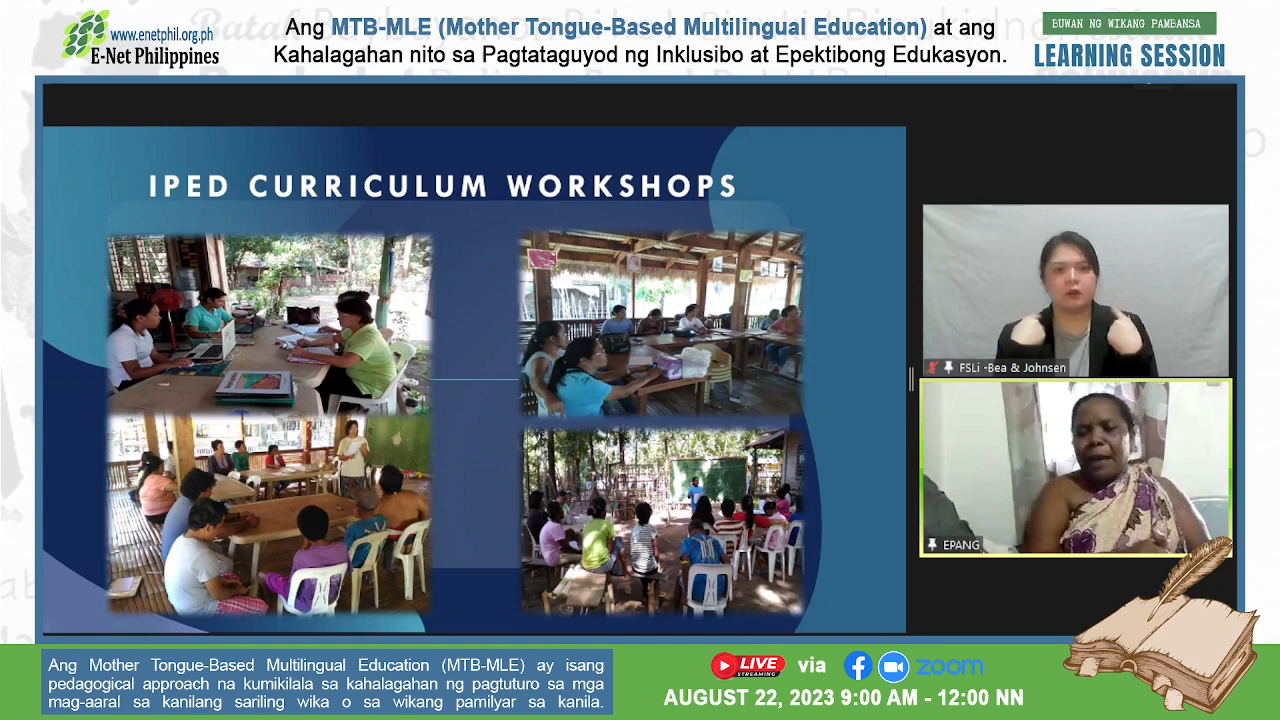 www.enetphil.org.ph
E-Net Philippines
Ang MTB-MLE (Mother Tongue-Based Multilingual Education) at ang
Kahalagahan nito sa Pagtataguyod ng Inklusibo at Epektibong Edukasyon.
BUWAN NG WIKANG PAMBANSA
LEARNING SESSION
IPED CURRICULUM WORKSHOPS
FSLi -Bea & Johnsen
EPANG
Ang Mother Tongue-Based Multilingual Education (MTB-MLE) ay isang
pedagogical approach na kumikilala sa kahalagahan ng pagtuturo sa mga
mag-aaral sa kanilang sariling wika o sa wikang pamilyar sa kanila.
LIVE via zoom
STREAMING
AUGUST 22, 2023 9:00 AM - 12:00 NN